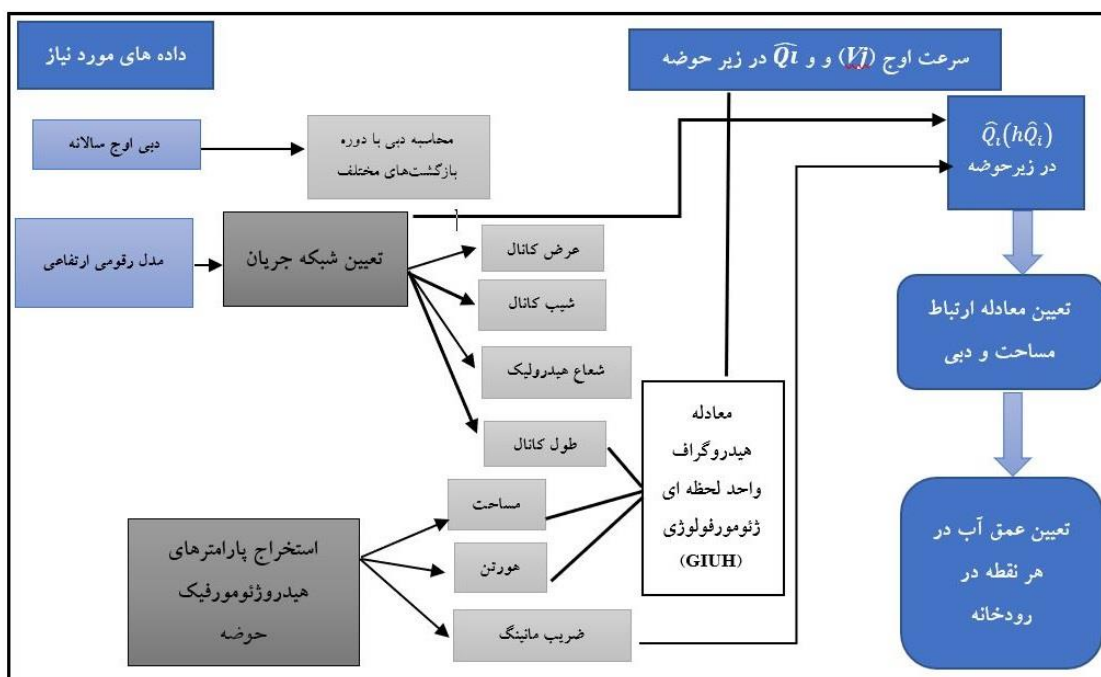 داده های مورد نیاز
سرعت اوج (Vj) و و Q̂ι در زیر حوضه
دبی اوج سالانه
محاسبه دبی با دوره
بازگشت‌های مختلف
Q̂ι(hQ̂i)
در زیرحوضه
مدل رقومی ارتفاعی
تعیین شبکه جریان
عرض کانال
شیب کانال
شعاع هیدرولیک
طول کانال
تعیین معادله ارتباط
مساحت و دبی
معادله
هیدروگراف
واحد لحظه ای
ژئومورفولوژی
(GIUH)
استخراج پارامترهای
هیدروژئومورفیک
حوضه
مساحت
هورتن
ضریب مانینگ
تعیین عمق آب در
هر نقطه در
رودخانه